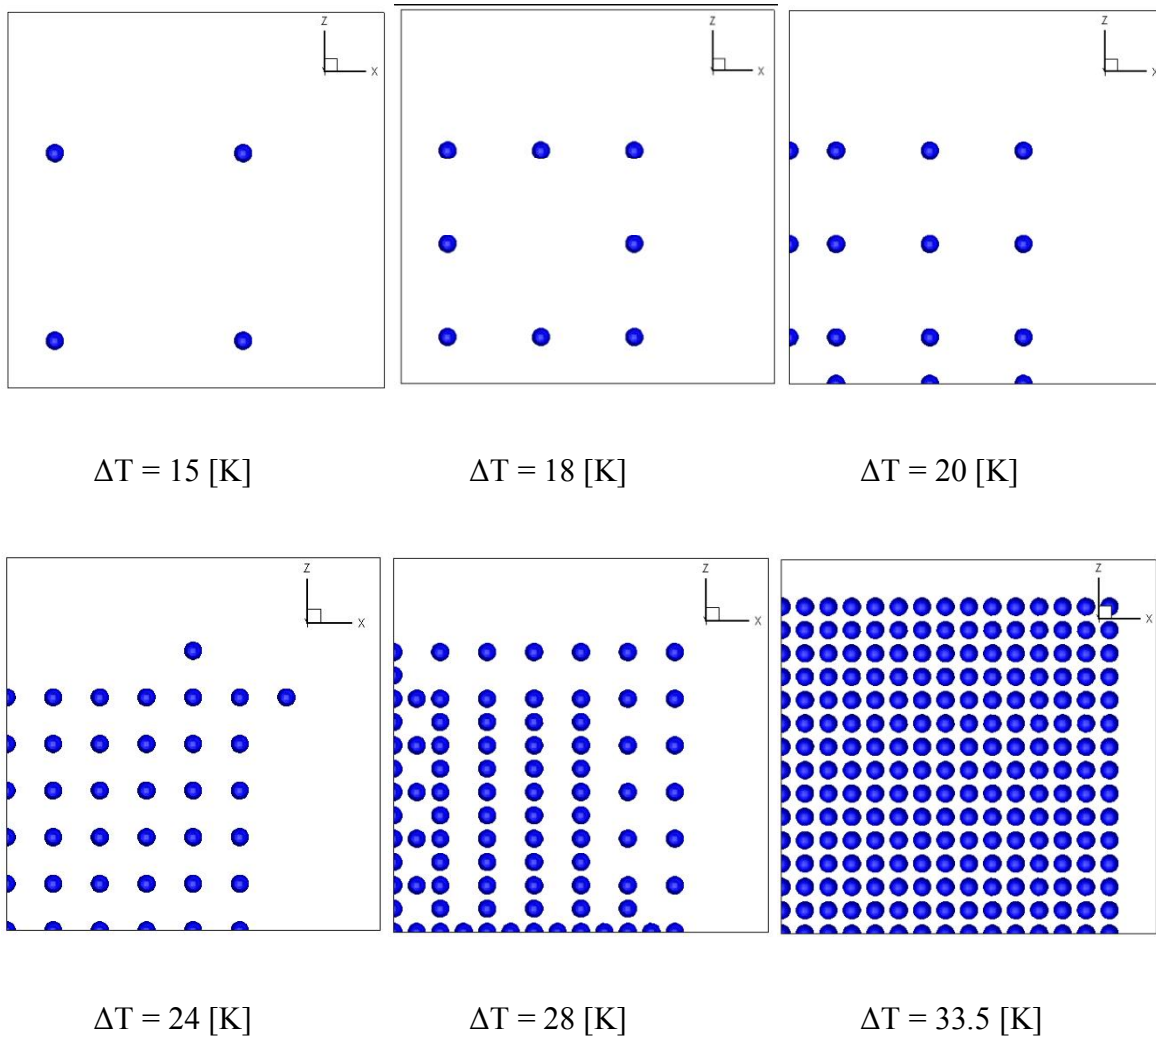 Z Z Z
X X X
ΔT = 15 [K] ΔT = 18 [K] ΔT = 20 [K]
Z Z Z
X X X
ΔT = 24 [K] ΔT = 28 [K] ΔT = 33.5 [K]